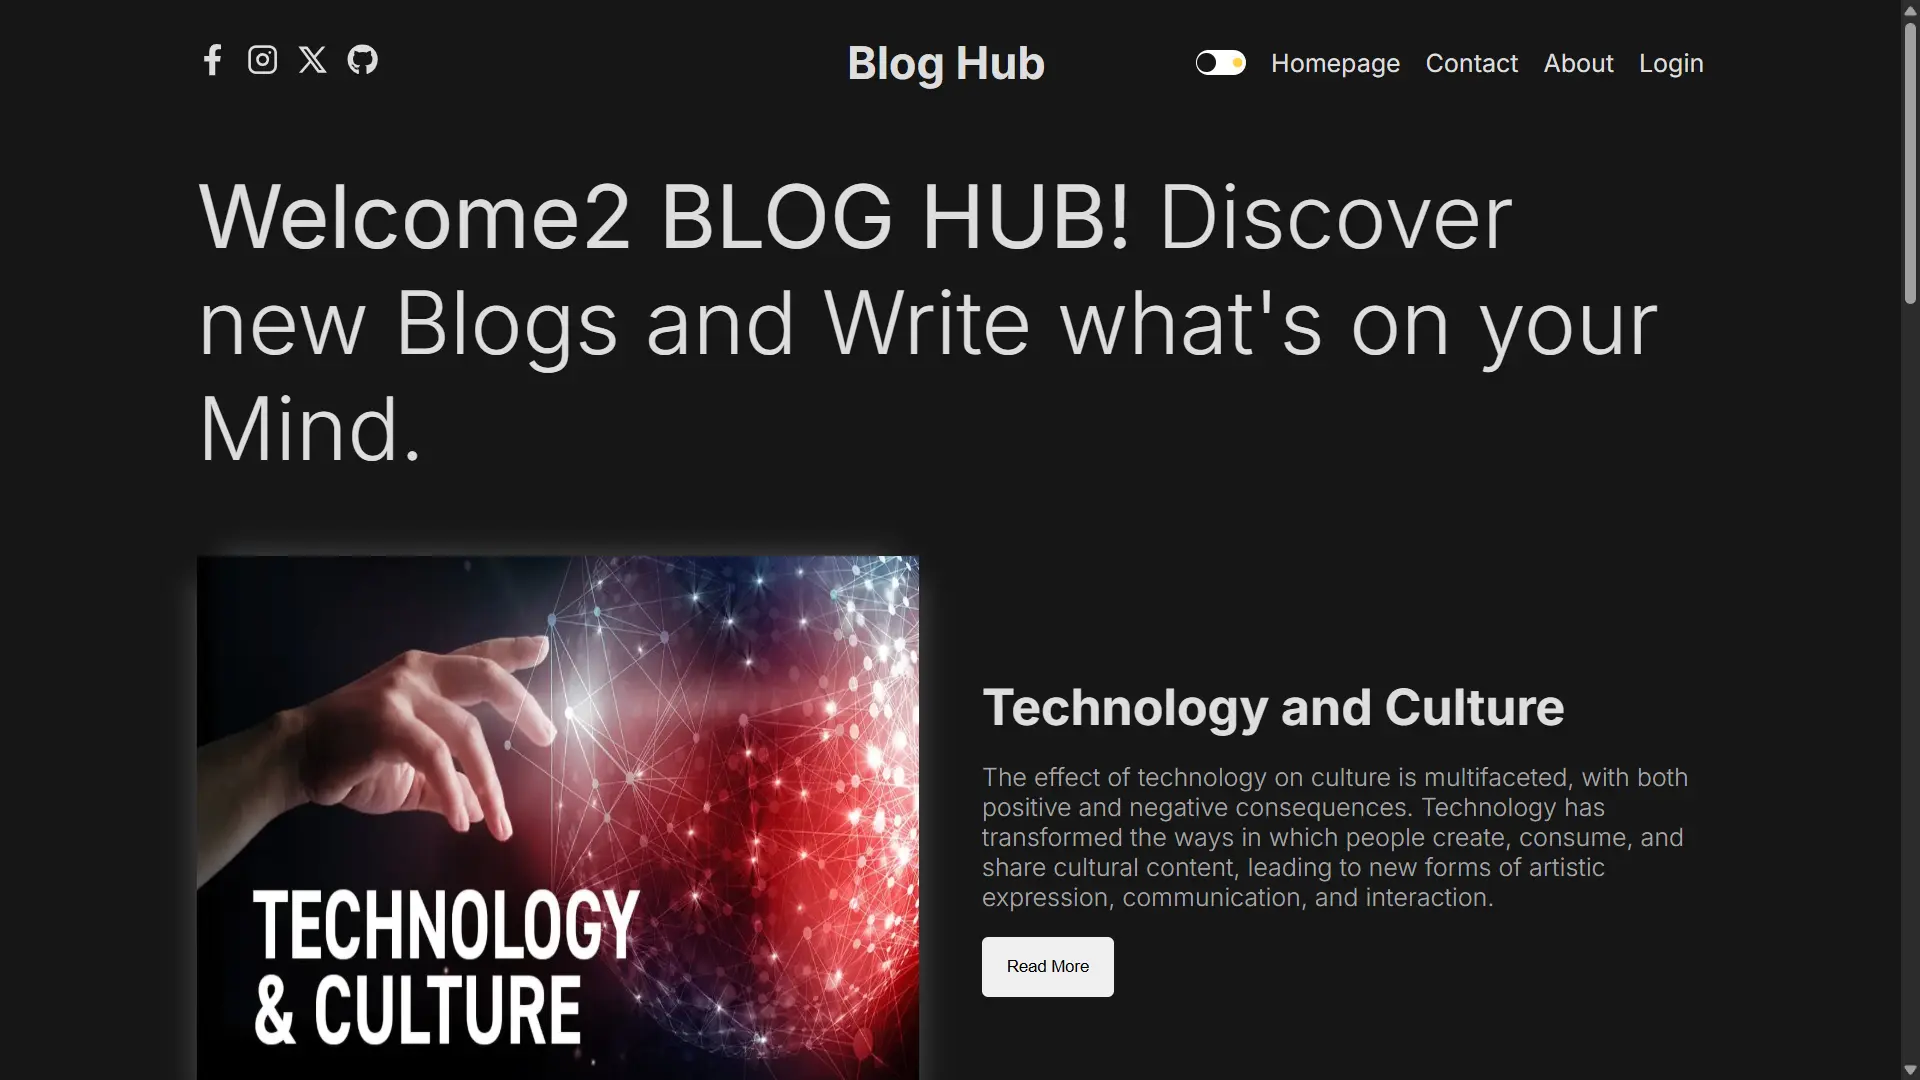 Blog Hub
Homepage Contact About Login
Welcome2 BLOG HUB! Discover
new Blogs and Write what's on your
Mind.
TECHNOLOGY
& CULTURE
Technology and Culture
The effect of technology on culture is multifaceted, with both
positive and negative consequences. Technology has
transformed the ways in which people create, consume, and
share cultural content, leading to new forms of artistic
expression, communication, and interaction.
Read More